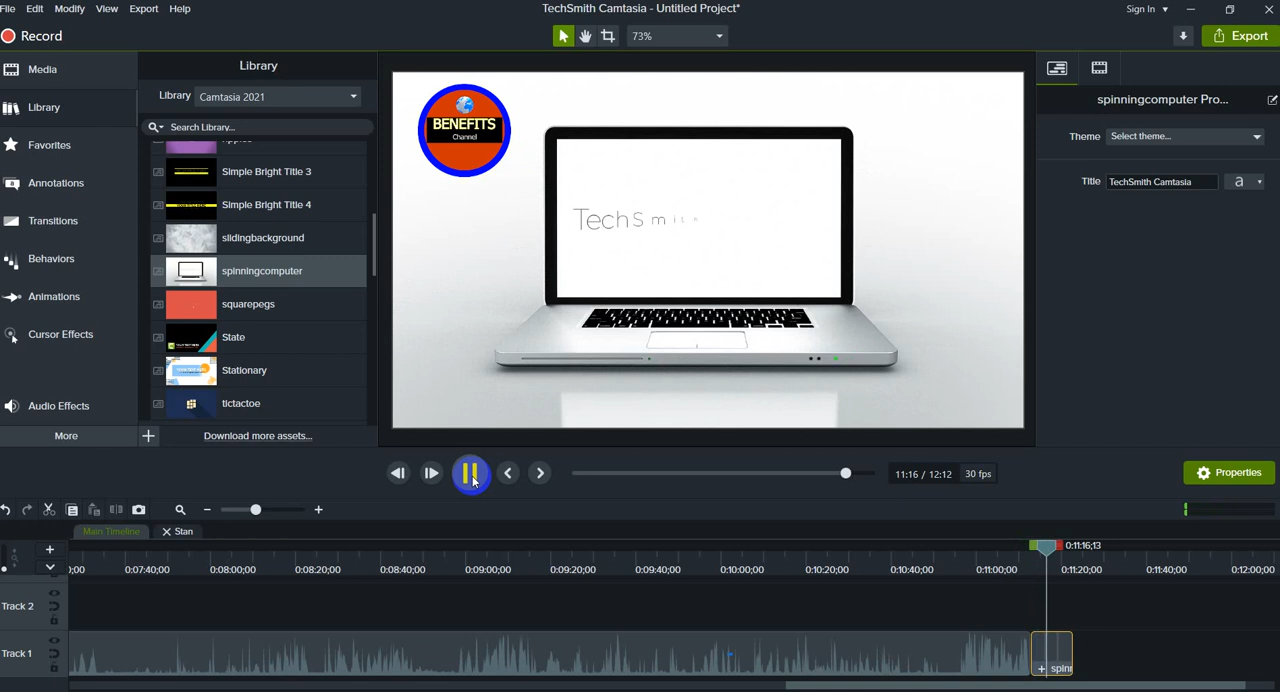 File Edit Modify View Export Help
TechSmith Camtasia - Untitled Project*
Sign In
Record
73%
Export
Media
Library
Favorites
Annotations
Transitions
Behaviors
Animations
Cursor Effects
Audio Effects
More
Library
Library Camtasia 2021
Search Library...
Simple Bright Title 3
Simple Bright Title 4
slidingbackground
spinningcomputer
squarepegs
State
Stationary
tictactoe
Download more assets...
BENEFITS
Channel
TechSmith
spinningcomputer Pro...
Theme Select theme...
Title TechSmith Camtasia a
11:16 / 12:12 30 fps
Properties
Main Timeline Stan
0:11:16;13
0:07:40;00 0:08:00;00 0:08:20;00 0:08:40;00 0:09:00;00 0:09:20;00 0:09:40;00 0:10:00;00 0:10:20;00 0:10:40;00 0:11:00;00 0:11:20;00 0:11:40;00 0:12:00;00
Track 2
Track 1